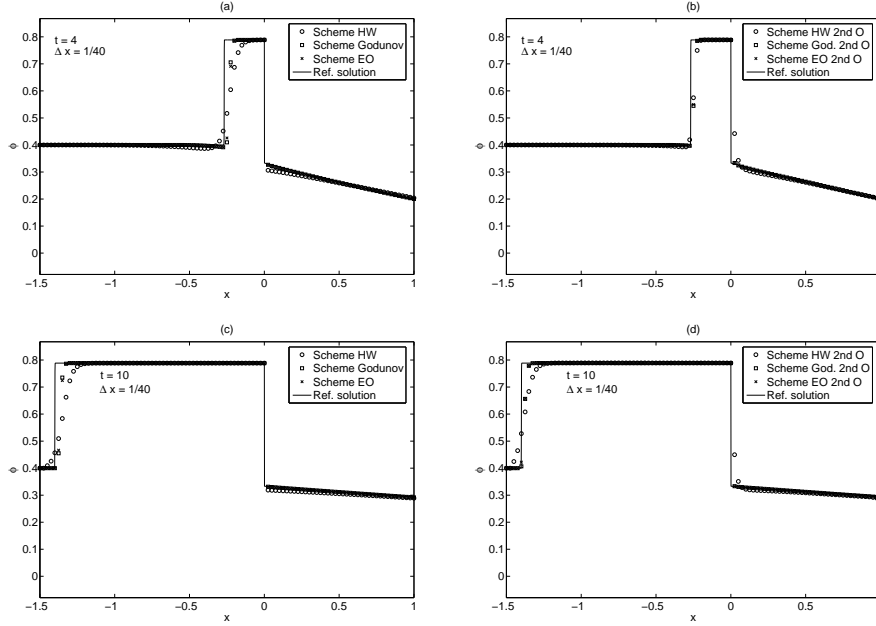 (a)
t = 4
Δ x = 1/40
Scheme HW
Scheme Godunov
Scheme EO
Ref. solution
0.8
0.7
0.6
0.5
0.4
0.3
0.2
0.1
0
ϕ
−1.5
−1
−0.5
0
0.5
1
x
(b)
t = 4
Δ x = 1/40
Scheme HW 2nd O
Scheme God. 2nd O
Scheme EO 2nd O
Ref. solution
0.8
0.7
0.6
0.5
0.4
0.3
0.2
0.1
0
ϕ
−1.5
−1
−0.5
0
0.5
x
(c)
t = 10
Δ x = 1/40
Scheme HW
Scheme Godunov
Scheme EO
Ref. solution
0.8
0.7
0.6
0.5
0.4
0.3
0.2
0.1
0
ϕ
−1.5
−1
−0.5
0
0.5
1
x
(d)
t = 10
Δ x = 1/40
Scheme HW 2nd O
Scheme God. 2nd O
Scheme EO 2nd O
Ref. solution
0.8
0.7
0.6
0.5
0.4
0.3
0.2
0.1
0
ϕ
−1.5
−1
−0.5
0
0.5
x